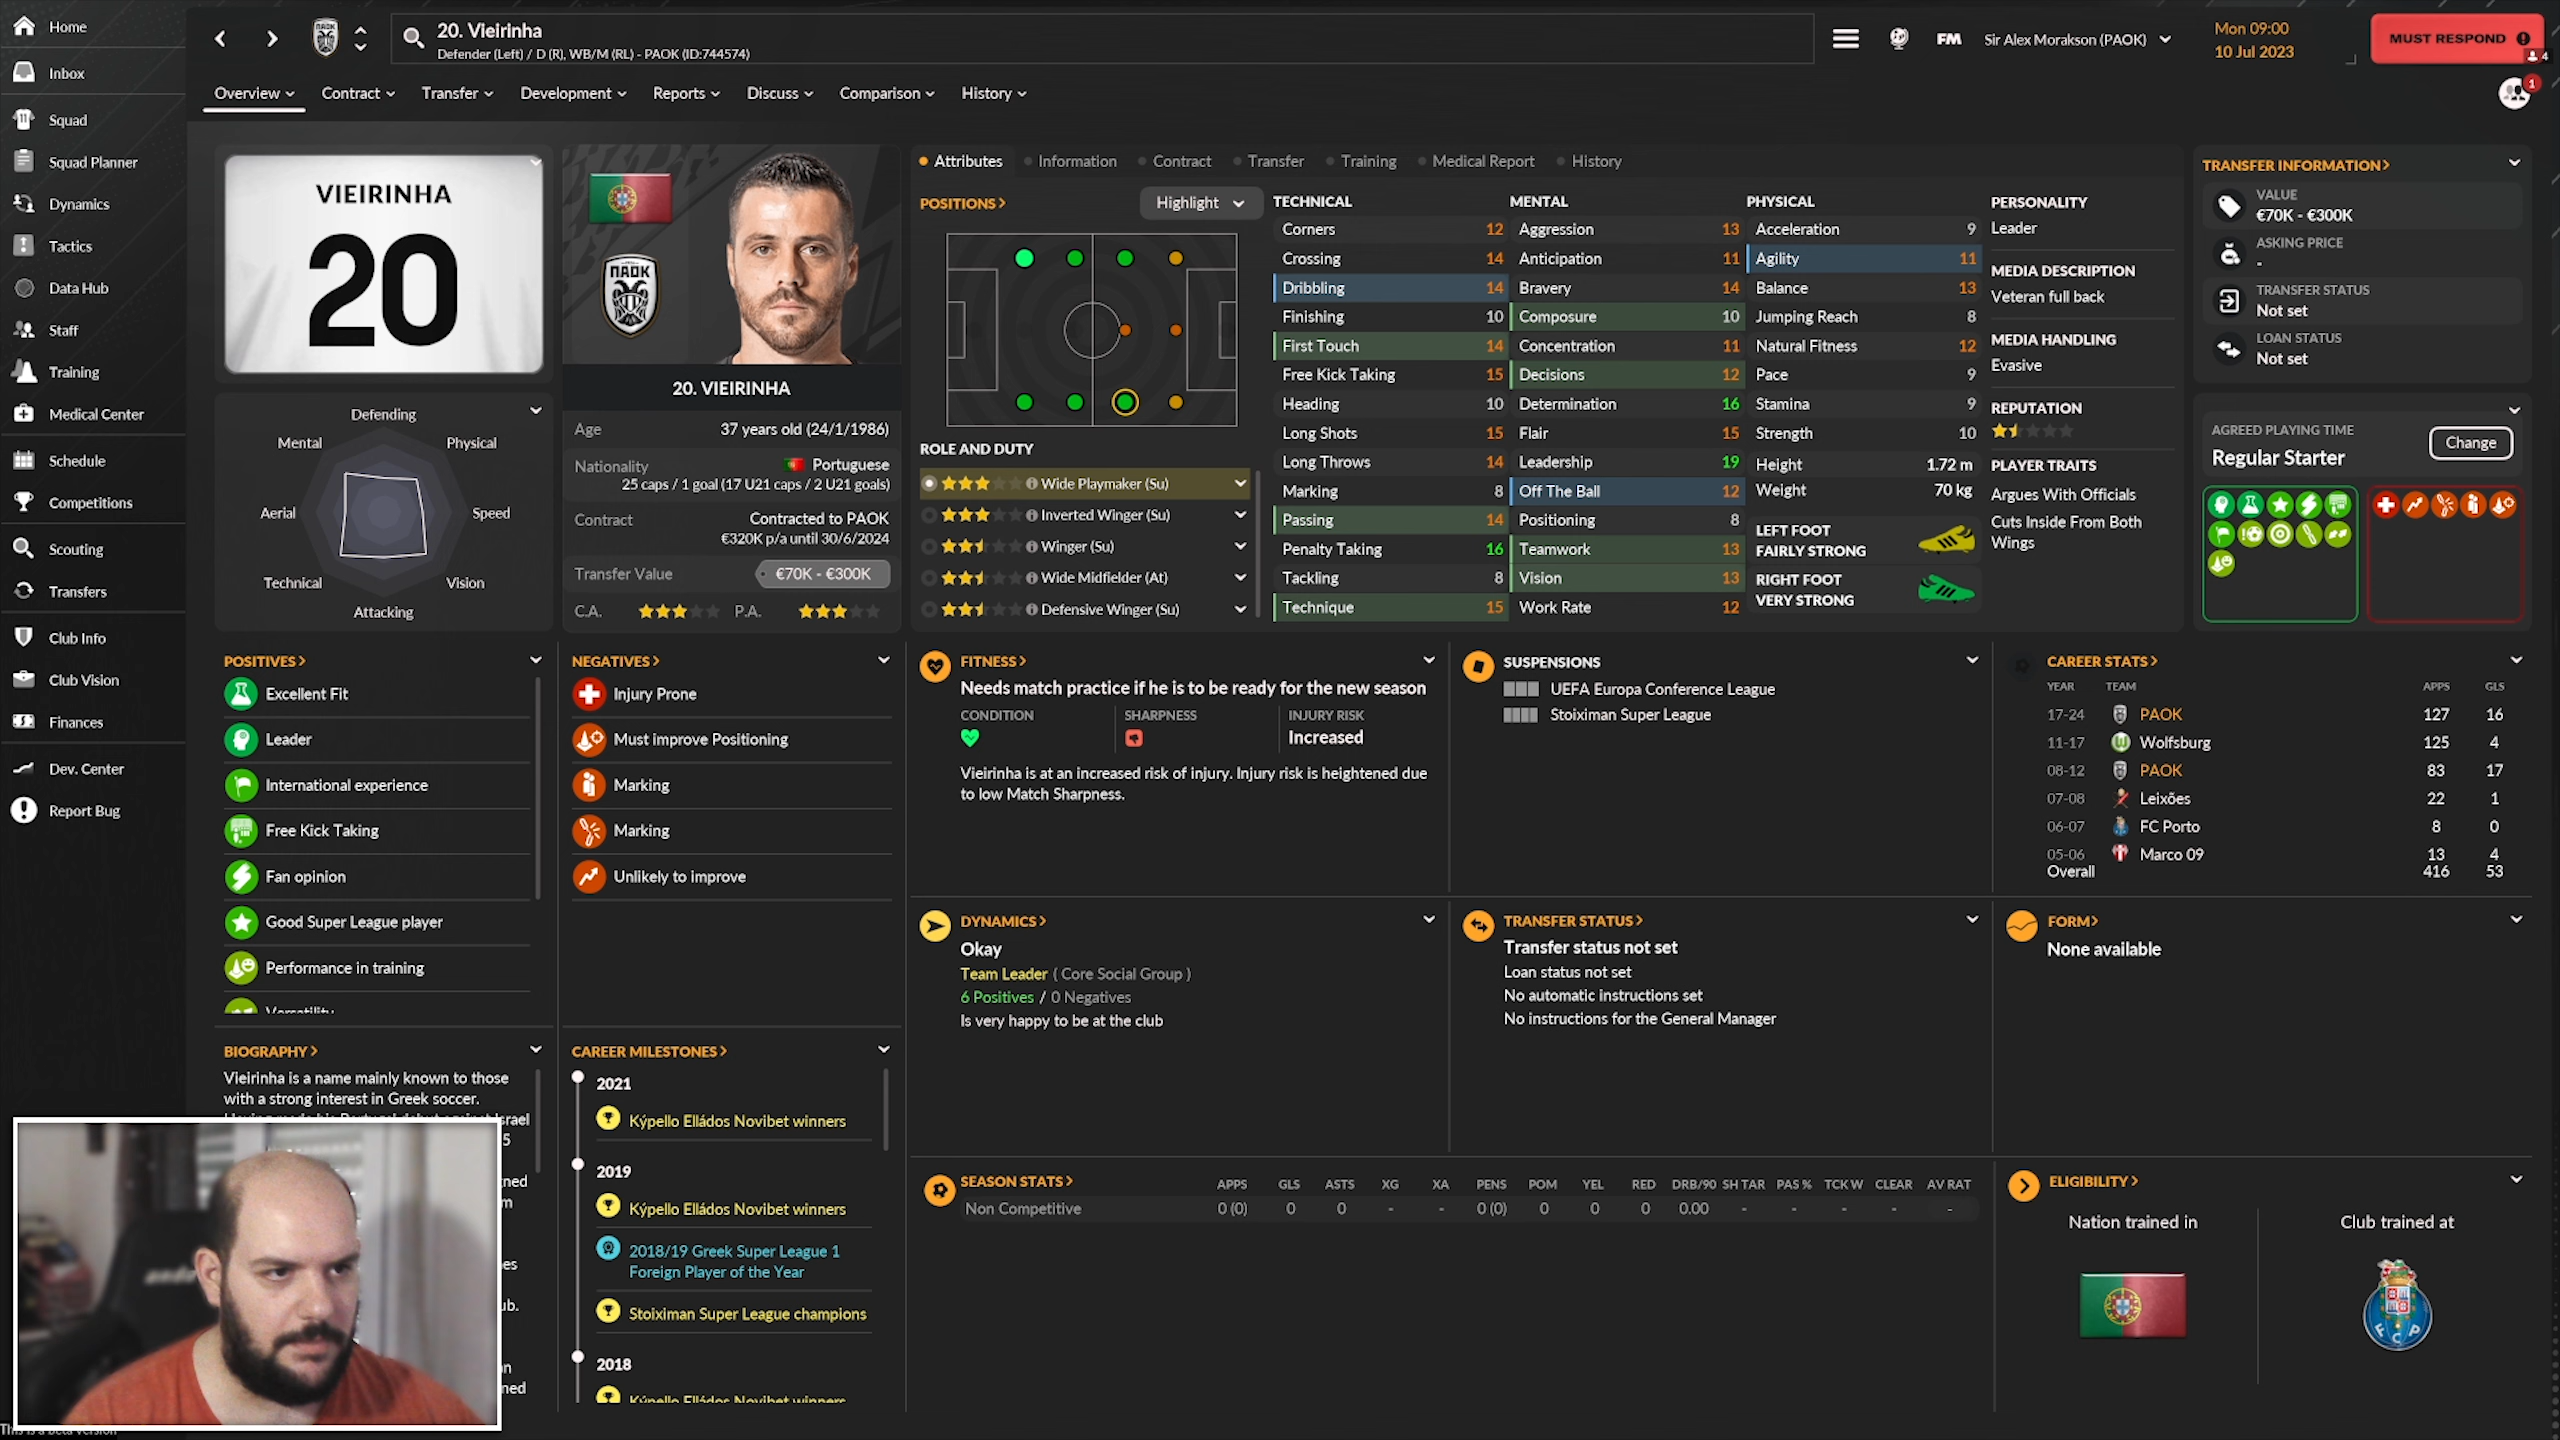 Home
Inbox
Squad
Squad Planner
Dynamics
Tactics
Data Hub
Staff
Training
Medical Center
Schedule
Competitions
Scouting
Transfers
Club Info
Club Vision
Finances
Dev. Center
Report Bug
20. Vieirinha
Defender (Left) / D (R), WB/M (RL) - PAOK (ID:744574)
FM
Sir Alex Morakson (PAOK)
Mon 09:00
10 Jul 2023
MUST RESPOND
4
1
Overview Contract Transfer Development Reports Discuss Comparison History
VIEIRINHA
20
Defending
Physical
Speed
Vision
Attacking
Technical
Aerial
Mental
ΠΑΟΚ
20. VIEIRINHA
Age 37 years old (24/1/1986)
Nationality Portuguese
25 caps / 1 goal (17 U21 caps / 2 U21 goals)
Contract Contracted to PAOK
€320K p/a until 30/6/2024
Transfer Value €70K - €300K
C.A. P.A.
Attributes Information Contract Transfer Training Medical Report History
POSITIONS>
Highlight
ROLE AND DUTY
Wide Playmaker (Su)
Inverted Winger (Su)
Winger (Su)
Wide Midfielder (At)
Defensive Winger (Su)
TECHNICAL
Corners 12
Crossing 14
Dribbling 14
Finishing 10
First Touch 14
Free Kick Taking 15
Heading 10
Long Shots 15
Long Throws 14
Marking 8
Passing 14
Penalty Taking 16
Tackling 8
Technique 15
MENTAL
Aggression 13
Anticipation 11
Bravery 14
Composure 10
Concentration 11
Decisions 12
Determination 16
Flair 15
Leadership 19
Off The Ball 12
Positioning 8
Teamwork 13
Vision 13
Work Rate 12
PHYSICAL
Acceleration 9
Agility 11
Balance 13
Jumping Reach 8
Natural Fitness 12
Pace 9
Stamina 9
Strength 10
Height 1.72 m
Weight 70 kg
LEFT FOOT
FAIRLY STRONG
RIGHT FOOT
VERY STRONG
PERSONALITY
Leader
MEDIA DESCRIPTION
Veteran full back
MEDIA HANDLING
Evasive
REPUTATION
PLAYER TRAITS
Argues With Officials
Cuts Inside From Both
Wings
TRANSFER INFORMATION>
VALUE
€70K - €300K
ASKING PRICE
-
TRANSFER STATUS
Not set
LOAN STATUS
Not set
AGREED PLAYING TIME
Regular Starter
Change
POSITIVES>
Excellent Fit
Leader
International experience
Free Kick Taking
Fan opinion
Good Super League player
Performance in training
Versatility
NEGATIVES>
Injury Prone
Must improve Positioning
Marking
Marking
Unlikely to improve
FITNESS>
Needs match practice if he is to be ready for the new season
CONDITION SHARPNESS INJURY RISK
Increased
Vieirinha is at an increased risk of injury. Injury risk is heightened due
to low Match Sharpness.
SUSPENSIONS
UEFA Europa Conference League
Stoiximan Super League
CAREER STATS>
YEAR TEAM APPS GLS
17-24 PAOK 127 16
11-17 Wolfsburg 125 4
08-12 PAOK 83 17
07-08 Leixões 22 1
06-07 FC Porto 8 0
05-06 Marco 09 13 4
Overall 416 53
DYNAMICS>
Okay
Team Leader ( Core Social Group )
6 Positives / 0 Negatives
Is very happy to be at the club
TRANSFER STATUS>
Transfer status not set
Loan status not set
No automatic instructions set
No instructions for the General Manager
FORM>
None available
BIOGRAPHY>
Vieirinha is a name mainly known to those
with a strong interest in Greek soccer.
CAREER MILESTONES>
2021
Kýpello Elládos Novibet winners
2019
Kýpello Elládos Novibet winners
2018/19 Greek Super League 1
Foreign Player of the Year
Stoiximan Super League champions
2018
Kýpello Elládos Novibet winners
SEASON STATS> APPS GLS ASTS XG XA PENS POM YEL RED DRB/90 SH TAR PAS % TCK W CLEAR AV RAT
Non Competitive 0 (0) 0 0 - - 0 (0) 0 0 0 0.00 - - - - -
ELIGIBILITY>
Nation trained in
Club trained at
FCP